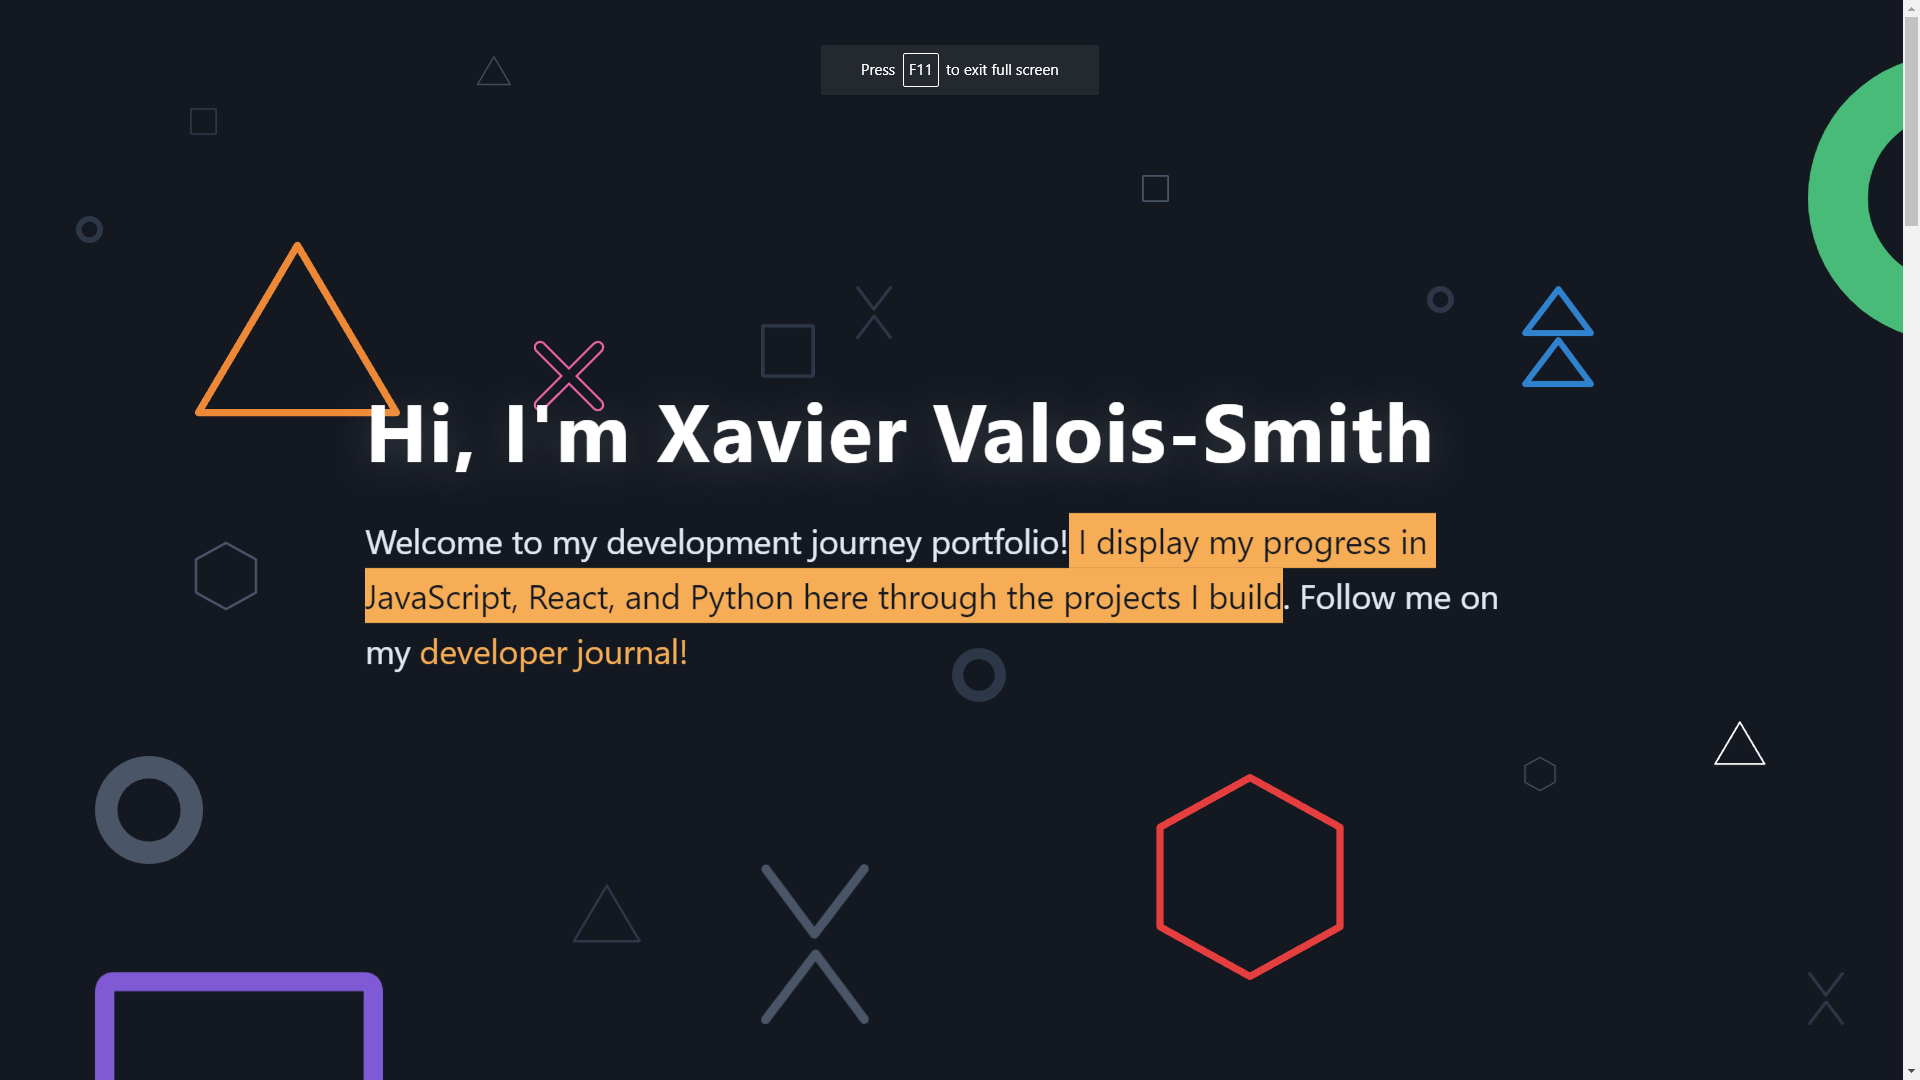 Press F11 to exit full screen
Hi, I'm Xavier Valois-Smith
Welcome to my development journey portfolio! I display my progress in
JavaScript, React, and Python here through the projects I build. Follow me on
my developer journal!